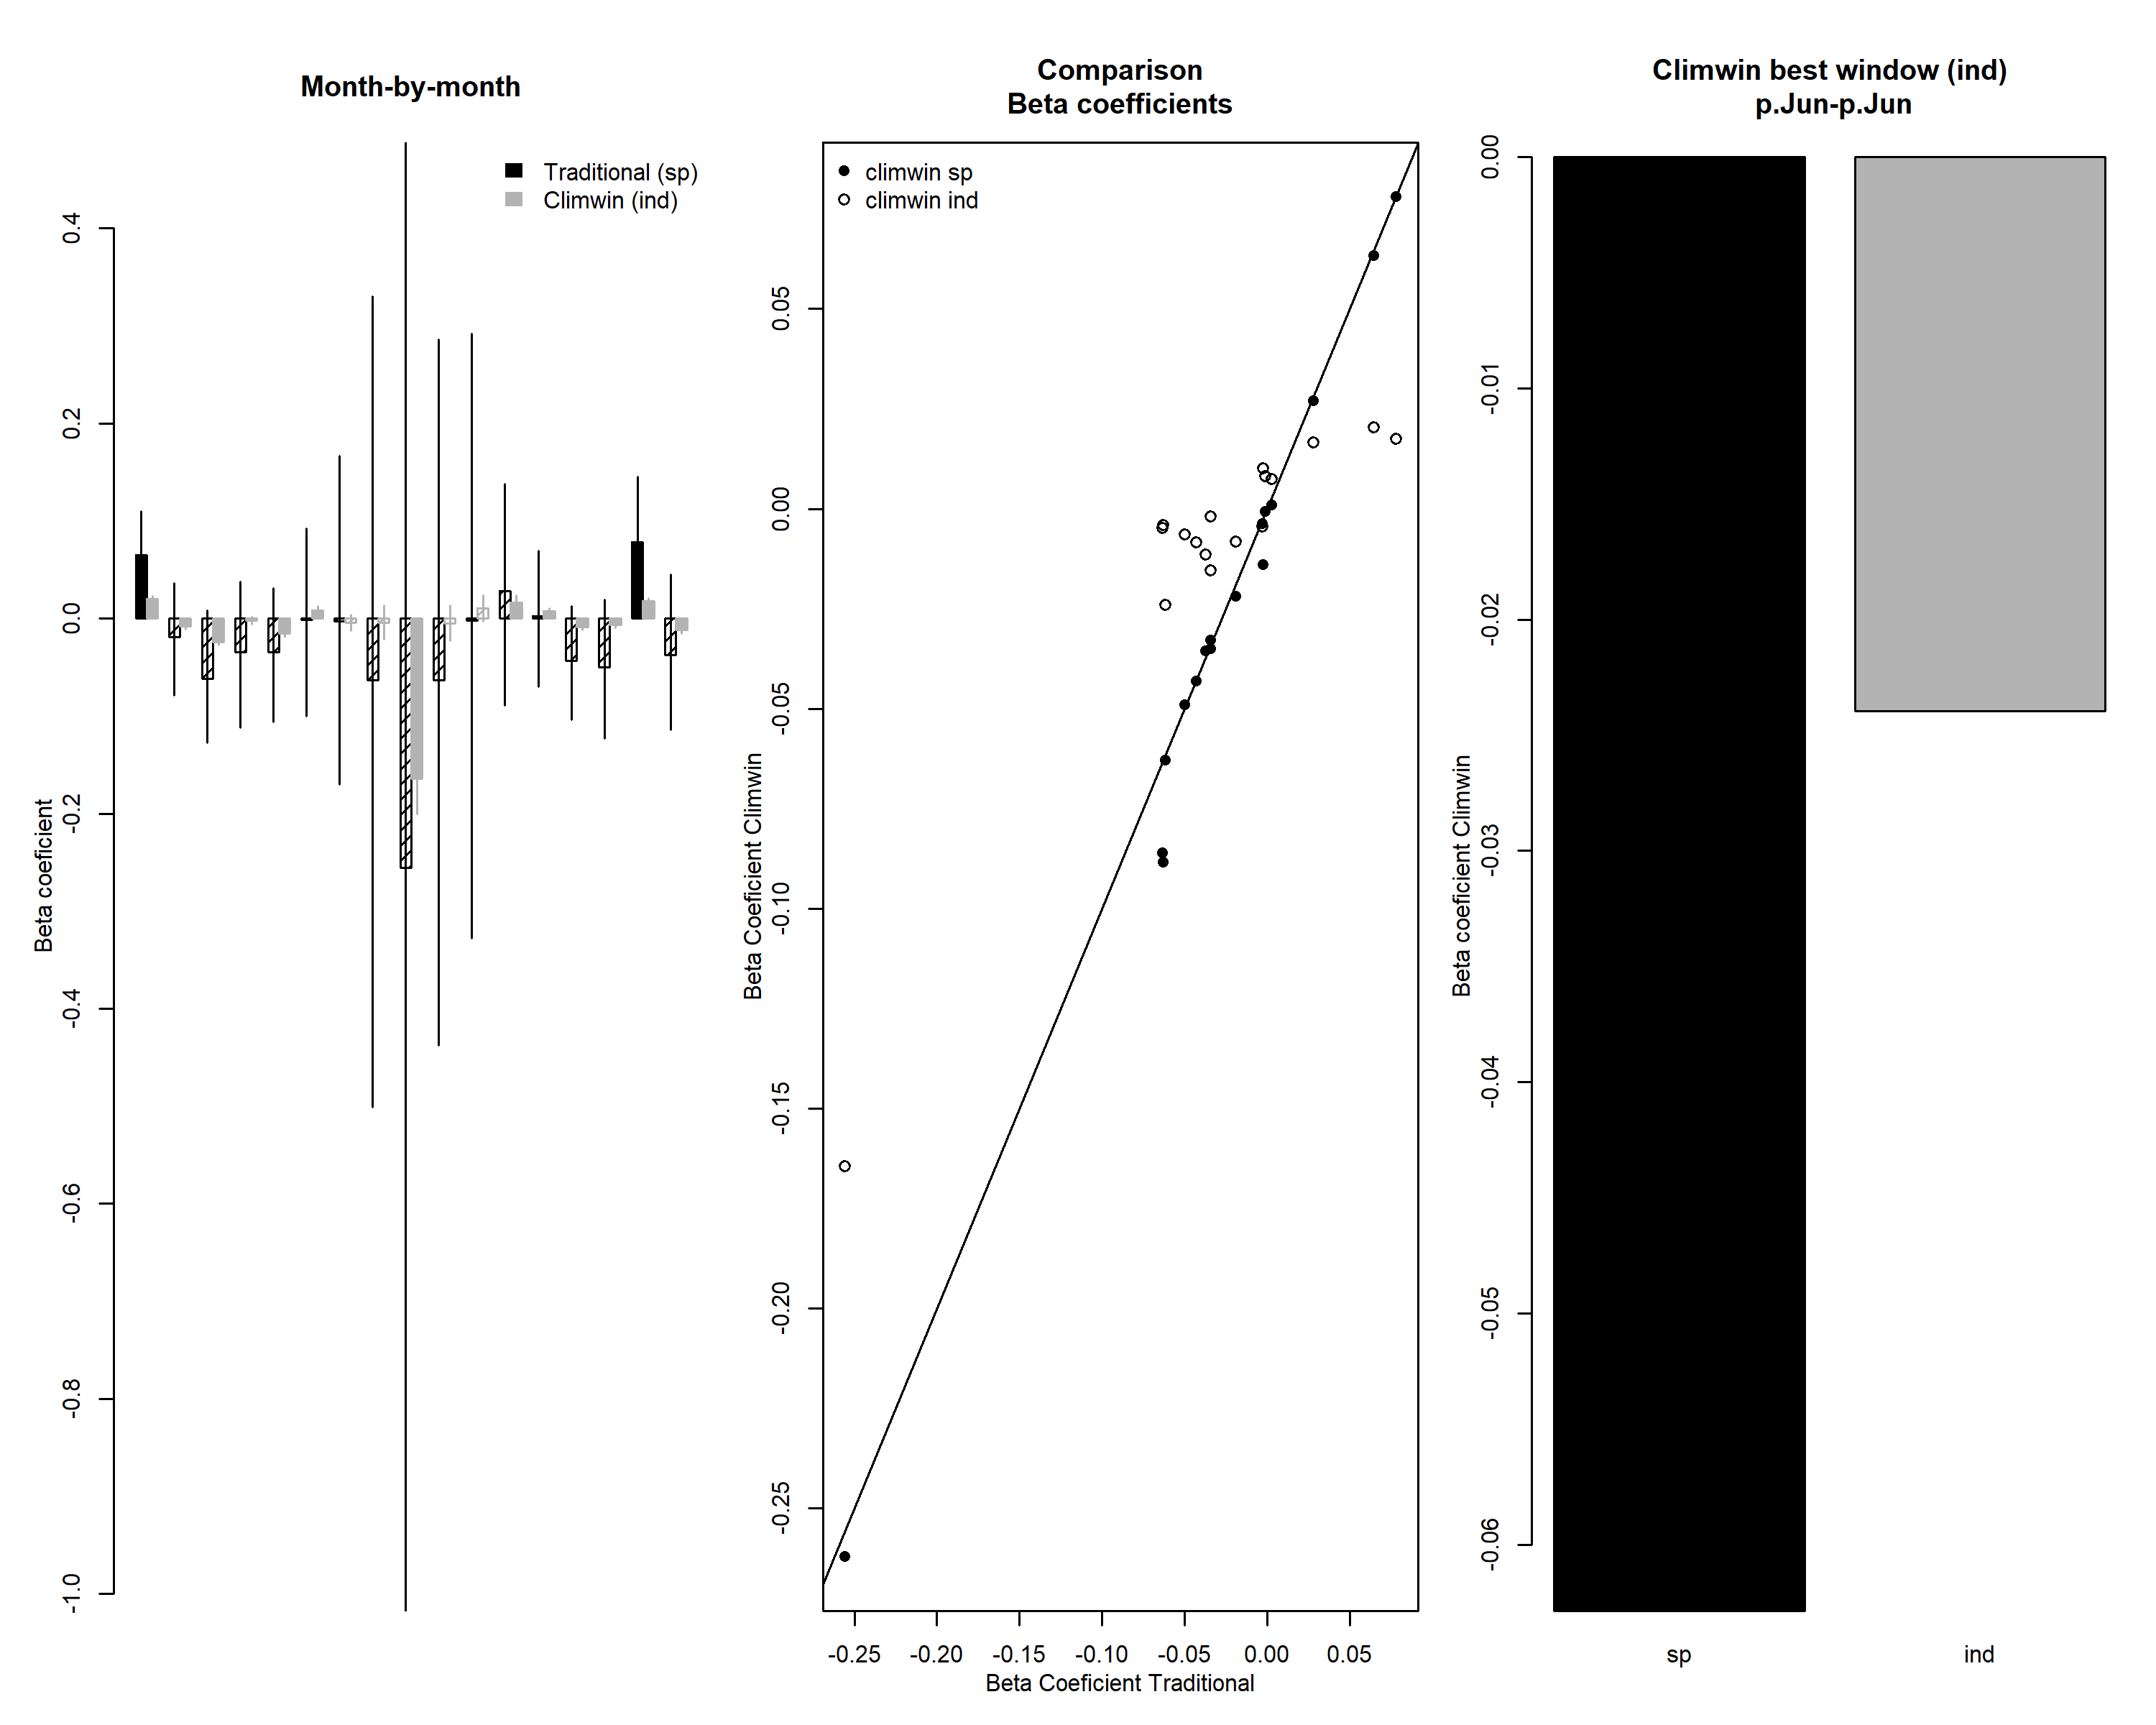 Month-by-month
Traditional (sp)
Climwin (ind)
0.4
0.2
0.0
-0.2
-0.4
-0.6
-0.8
-1.0
Beta coeficient
Comparison
Beta coefficients
climwin sp
climwin ind
0.05
0.00
-0.05
-0.10
-0.15
-0.20
-0.25
Beta Coeficient Climwin
-0.25 -0.20 -0.15 -0.10 -0.05 0.00 0.05
Beta Coeficient Traditional
Climwin best window (ind)
p.Jun-p.Jun
0.00
-0.01
-0.02
-0.03
-0.04
-0.05
-0.06
Beta coeficient Climwin
sp ind